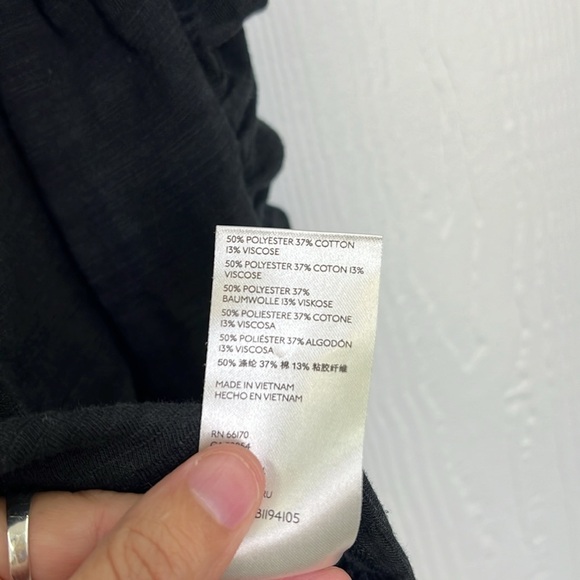 50% POLYESTER 37% COTTON
13% VISCOSE
50% POLYESTER 37% COTON 13%
VISCOSE
50% POLYESTER 37%
BAUMWOLLE 13% VISKOSE
50% POLIESTERE 37% COTONE
13% VISCOSA
50% POLIÉSTER 37% ALGODÓN
13% VISCOSA
50% 涤纶 37% 棉 13% 粘胶纤维
MADE IN VIETNAM
HECHO EN VIETNAM
RN 66170